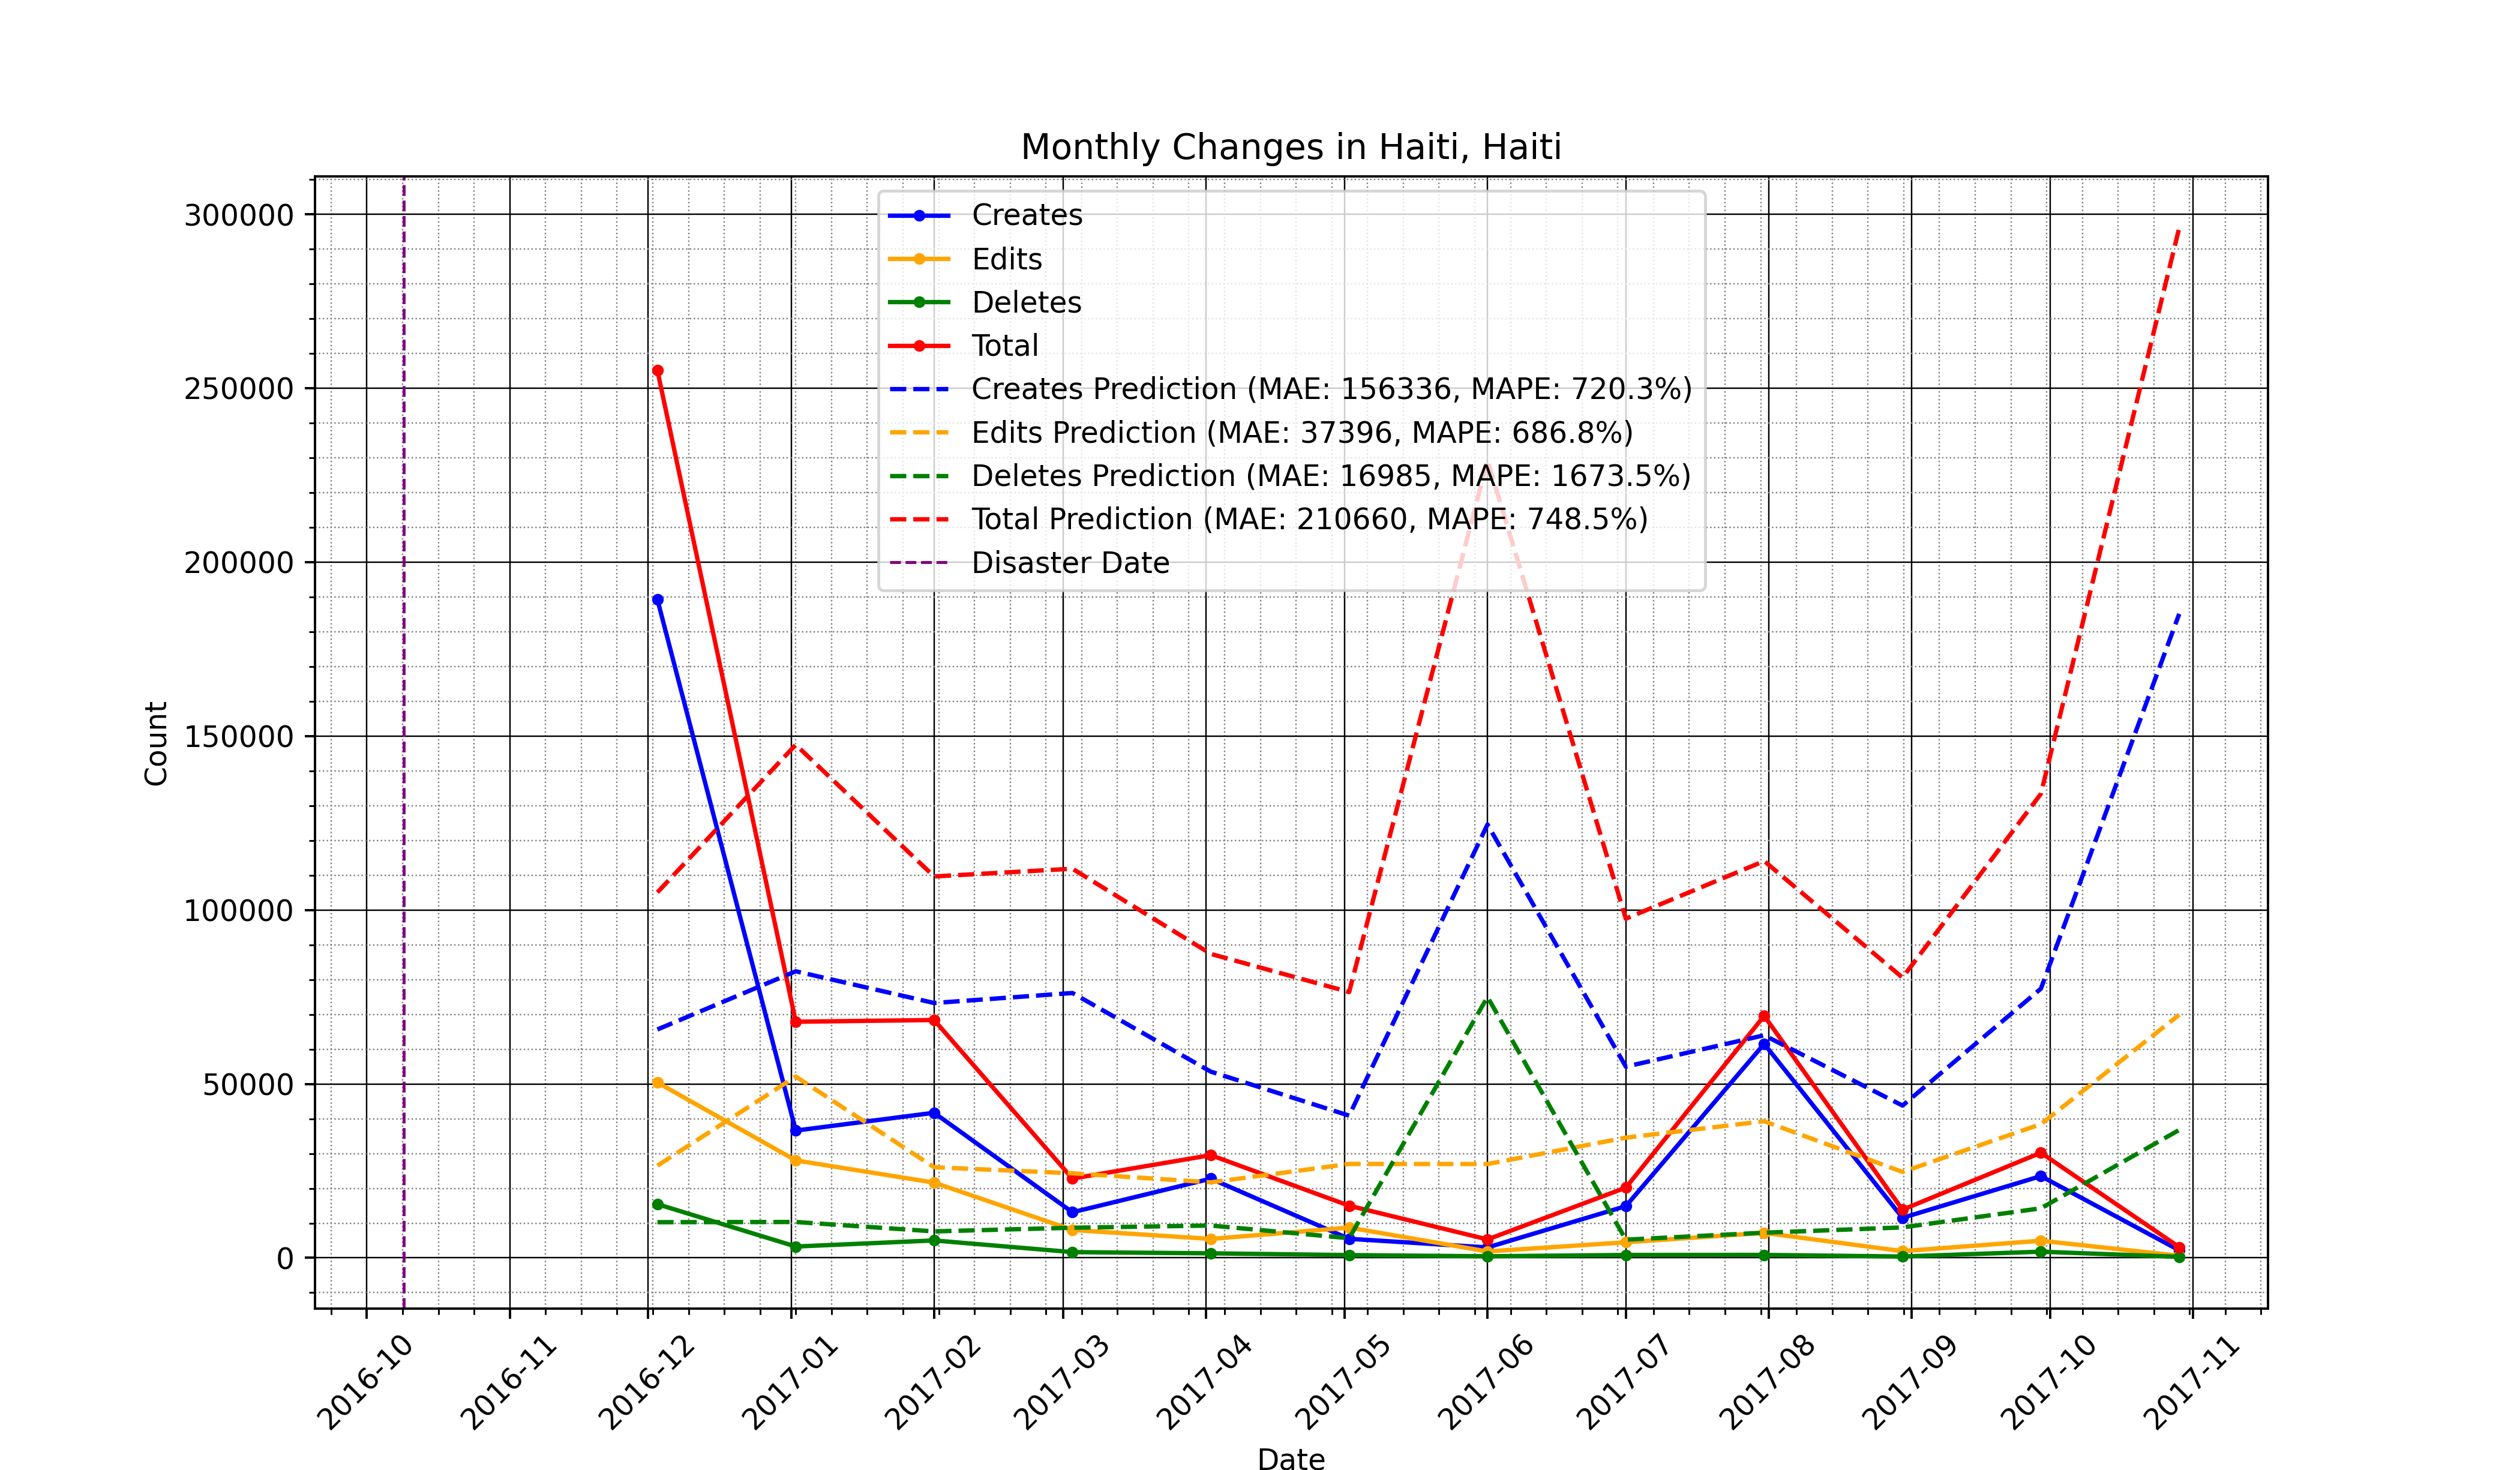 Monthly Changes in Haiti, Haiti
300000
250000
200000
150000
100000
50000
0
Count
Creates
Edits
Deletes
Total
Creates Prediction (MAE: 156336, MAPE: 720.3%)
Edits Prediction (MAE: 37396, MAPE: 686.8%)
Deletes Prediction (MAE: 16985, MAPE: 1673.5%)
Total Prediction (MAE: 210660, MAPE: 748.5%)
Disaster Date
2016-10
2016-11
2016-12
2017-01
2017-02
2017-03
2017-04
2017-05
2017-06
2017-07
2017-08
2017-09
2017-10
2017-11
Date